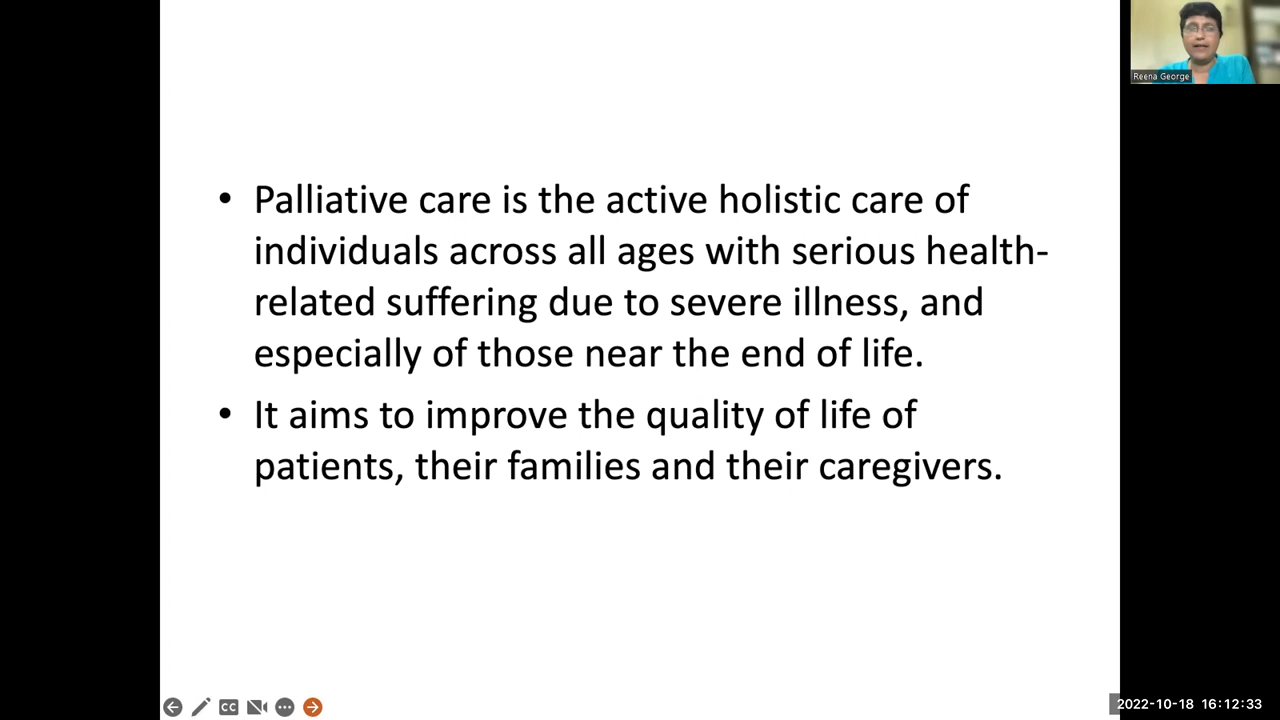 Reena George
• Palliative care is the active holistic care of
individuals across all ages with serious health-
related suffering due to severe illness, and
especially of those near the end of life.
• It aims to improve the quality of life of
patients, their families and their caregivers.
CC
2022-10-18 16:12:33